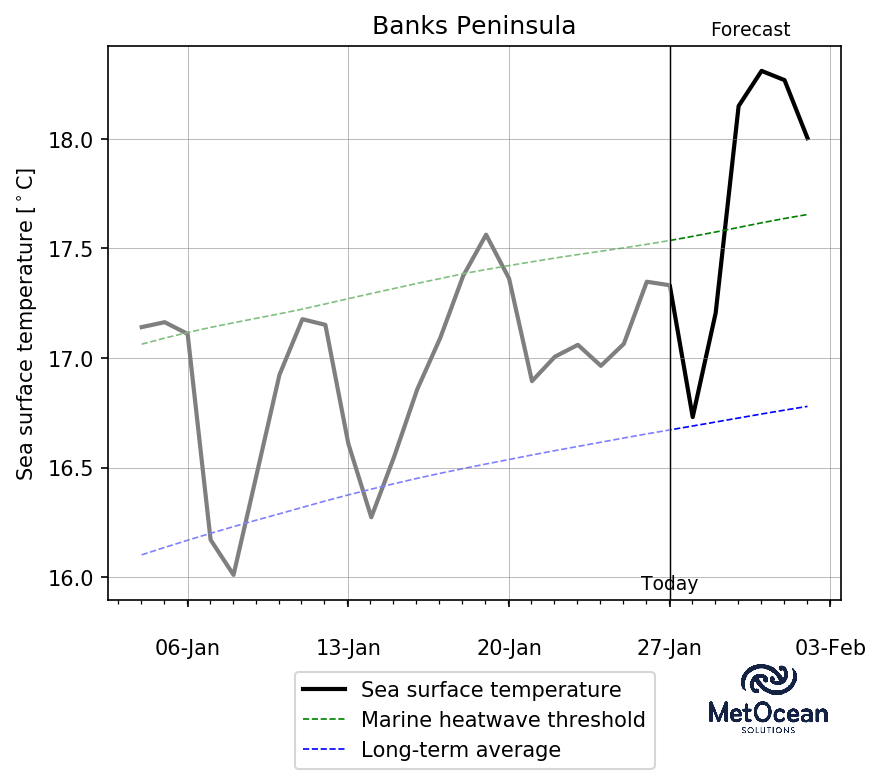 Banks Peninsula
Forecast
Sea surface temperature [°C]
18.0
17.5
17.0
16.5
16.0
Today
06-Jan
13-Jan
20-Jan
27-Jan
03-Feb
Sea surface temperature
Marine heatwave threshold
Long-term average
MetOcean
SOLUTIONS